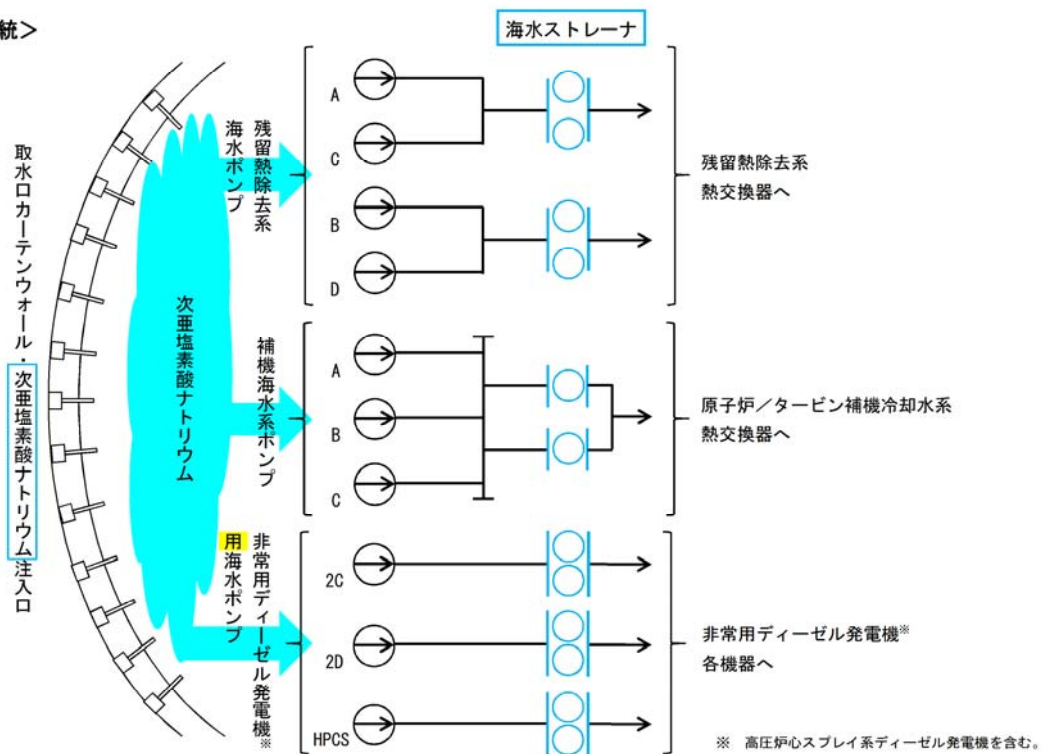 統＞
海水ストレーナ
取水口カーテンウォール・次亜塩素酸ナトリウム注入口
次亜塩素酸ナトリウム
残留熱除去系
海水ポンプ
A
C
B
D
残留熱除去系
熱交換器へ
補機海水系ポンプ
A
B
C
原子炉／タービン補機冷却水系
熱交換器へ
非常用ディーゼル発電機※
用海水ポンプ
2C
2D
HPCS
非常用ディーゼル発電機※
各機器へ
※　高圧炉心スプレイ系ディーゼル発電機を含む。